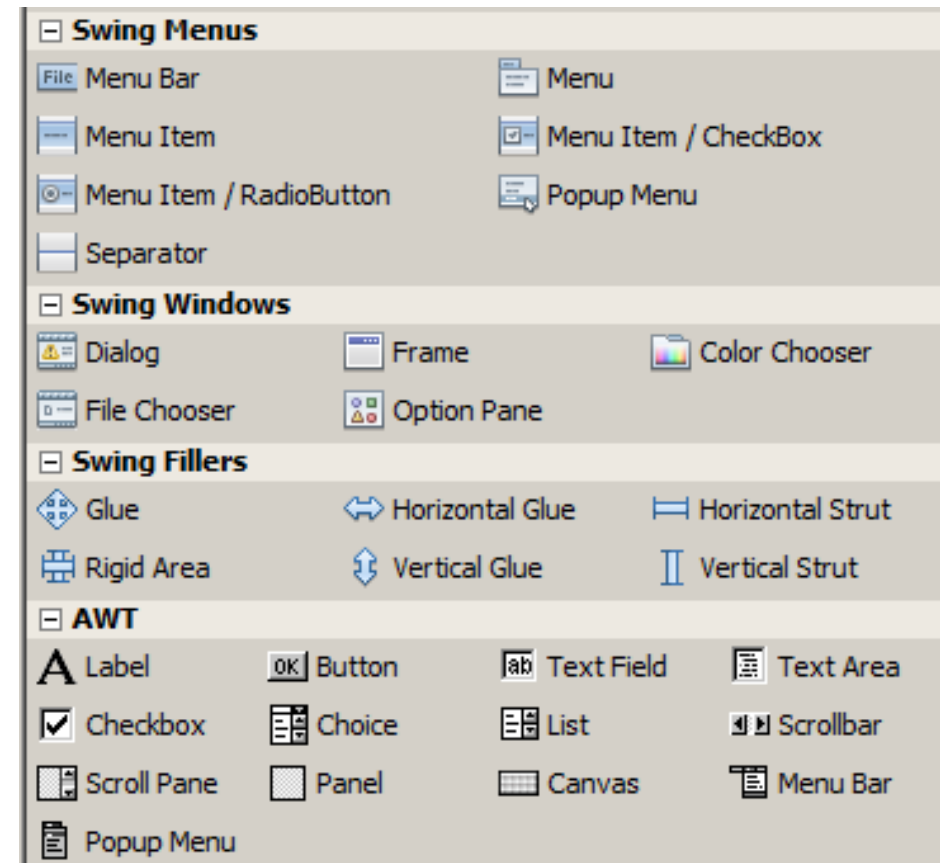 Swing Menus
File Menu Bar Menu
Menu Item Menu Item / CheckBox
Menu Item / RadioButton Popup Menu
Separator
Swing Windows
Dialog Frame Color Chooser
File Chooser Option Pane
Swing Fillers
Glue Horizontal Glue Horizontal Strut
Rigid Area Vertical Glue Vertical Strut
AWT
A Label OK Button ab Text Field Text Area
Checkbox Choice List Scrollbar
Scroll Pane Panel Canvas Menu Bar
Popup Menu